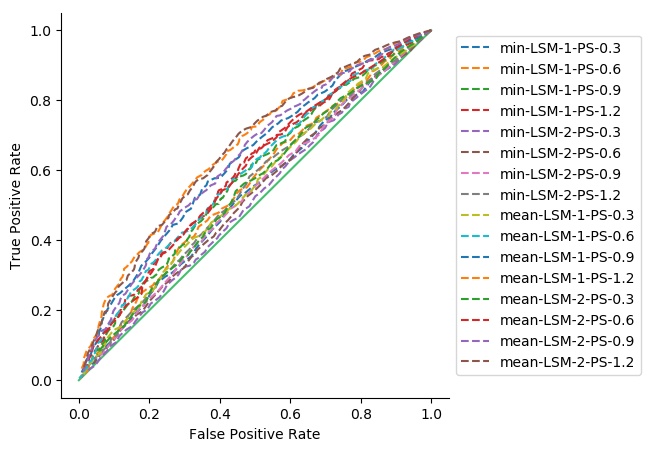 1.0
0.8
0.6
0.4
0.2
0.0
True Positive Rate
0.0 0.2 0.4 0.6 0.8 1.0
False Positive Rate
min-LSM-1-PS-0.3
min-LSM-1-PS-0.6
min-LSM-1-PS-0.9
min-LSM-1-PS-1.2
min-LSM-2-PS-0.3
min-LSM-2-PS-0.6
min-LSM-2-PS-0.9
min-LSM-2-PS-1.2
mean-LSM-1-PS-0.3
mean-LSM-1-PS-0.6
mean-LSM-1-PS-0.9
mean-LSM-1-PS-1.2
mean-LSM-2-PS-0.3
mean-LSM-2-PS-0.6
mean-LSM-2-PS-0.9
mean-LSM-2-PS-1.2